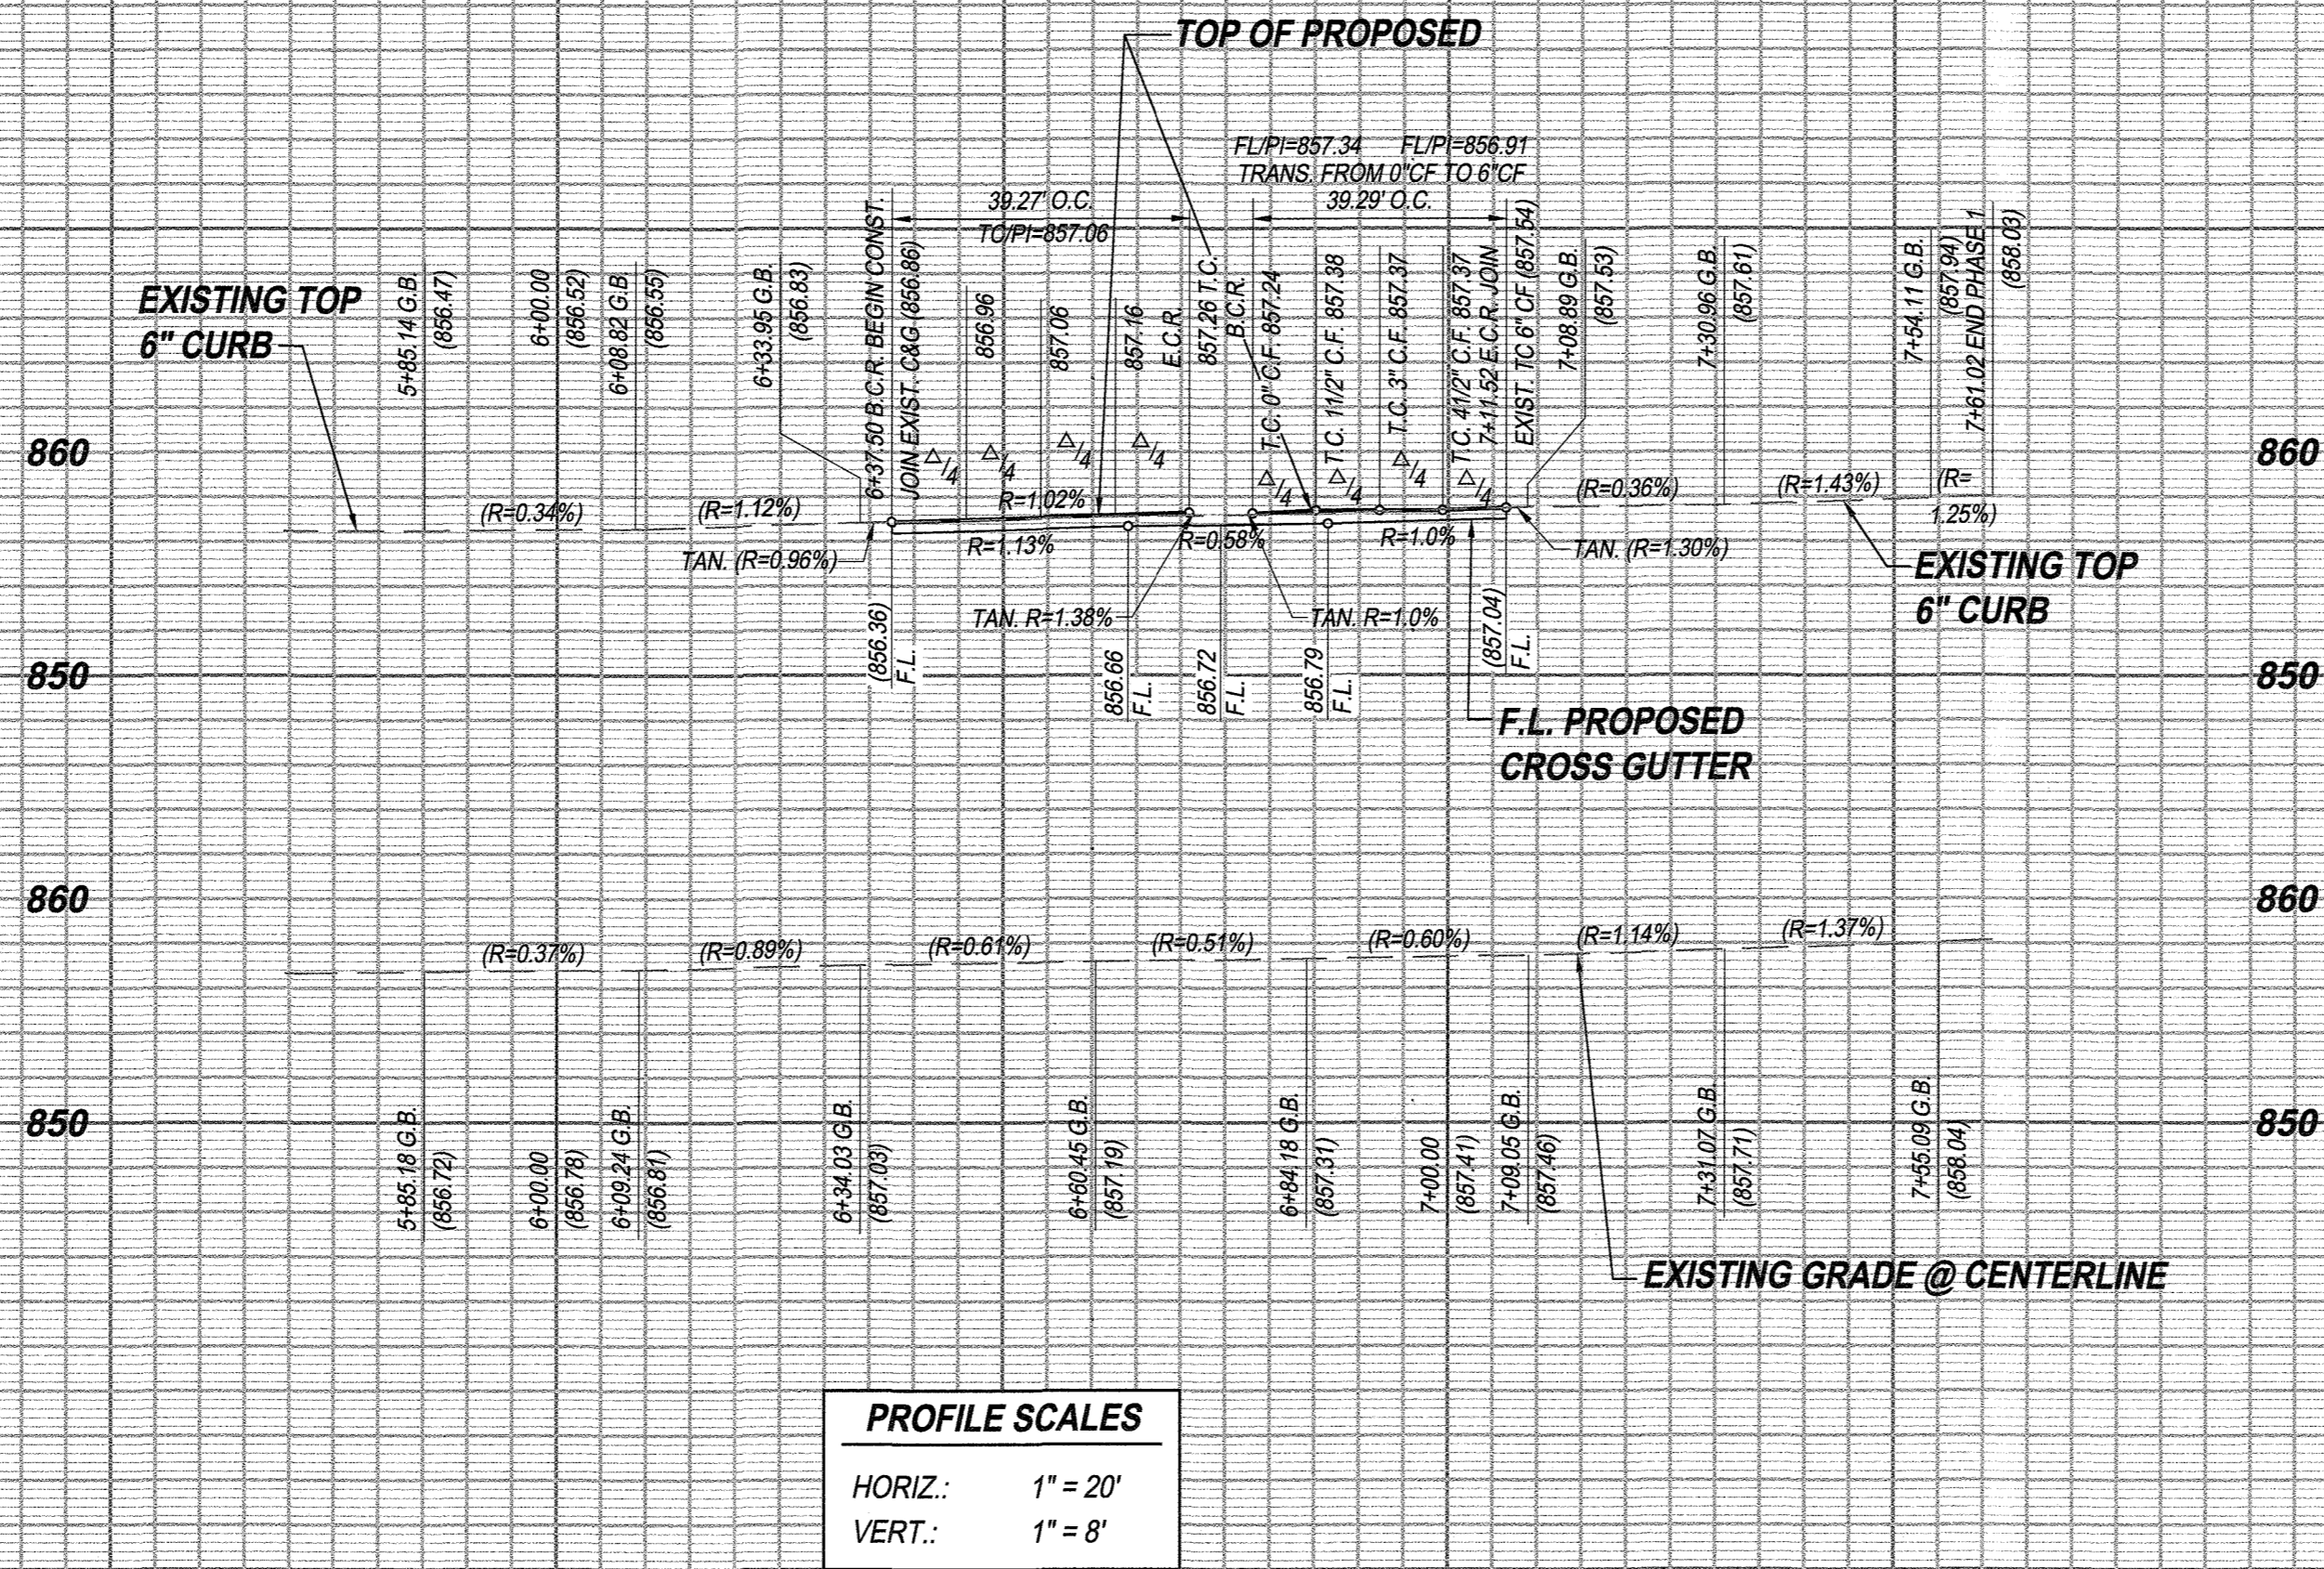 TOP OF PROPOSED
FL/PI=857.34 FL/PI=856.91
TRANS. FROM 0"CF TO 6"CF
39.27' O.C.
39.29' O.C.
TC/PI=857.06
EXISTING TOP
6" CURB
5+85.14 G.B.
(856.47)
6+00.00
(856.52)
6+08.82 G.B.
(856.55)
6+33.95 G.B.
(856.83)
6+37.50 B.C.R. BEGIN CONST.
JOIN EXIST. C&G (856.86)
856.96
857.06
857.16
E.C.R.
857.26 T.C.
B.C.R.
T.C. 0" C.F. 857.24
T.C. 11/2" C.F. 857.38
T.C. 3" C.F. 857.37
T.C. 41/2" C.F. 857.37
7+11.52 E.C.R. JOIN
EXIST. TC 6" CF (857.54)
7+08.89 G.B.
(857.53)
7+30.96 G.B.
(857.61)
7+54.11 G.B.
(857.94)
7+61.02 END PHASE 1
(858.03)
860
860
Δ/4
Δ/4
Δ/4
Δ/4
Δ/4
Δ/4
Δ/4
Δ/4
(R=0.34%)
(R=1.12%)
R=1.02%
(R=0.36%)
(R=1.43%)
(R=
1.25%)
TAN. (R=0.96%)
R=1.13%
R=0.58%
R=1.0%
TAN. (R=1.30%)
EXISTING TOP
6" CURB
TAN. R=1.38%
TAN. R=1.0%
(856.36)
F.L.
856.66
F.L.
856.72
F.L.
856.79
F.L.
(857.04)
F.L.
850
850
F.L. PROPOSED
CROSS GUTTER
860
860
(R=0.37%)
(R=0.89%)
(R=0.61%)
(R=0.51%)
(R=0.60%)
(R=1.14%)
(R=1.37%)
850
850
5+85.18 G.B.
(856.72)
6+00.00
(856.78)
6+09.24 G.B.
(856.81)
6+34.03 G.B.
(857.03)
6+60.45 G.B.
(857.19)
6+84.18 G.B.
(857.31)
7+00.00
(857.41)
7+09.05 G.B.
(857.46)
7+31.07 G.B.
(857.71)
7+55.09 G.B.
(858.04)
EXISTING GRADE @ CENTERLINE
PROFILE SCALES
HORIZ.: 1" = 20'
VERT.: 1" = 8'